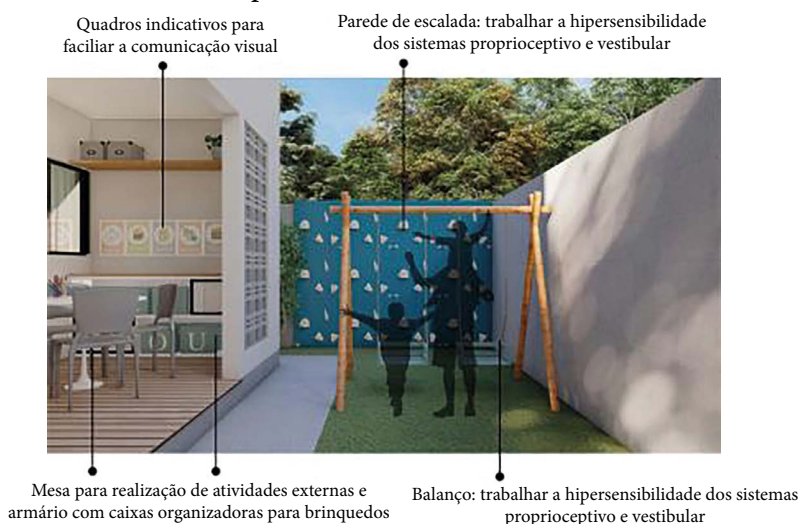 Quadros indicativos para
faciliar a comunicação visual
Parede de escalada: trabalhar a hipersensibilidade
dos sistemas proprioceptivo e vestibular
D U
Mesa para realização de atividades externas e
armário com caixas organizadoras para brinquedos
Balanço: trabalhar a hipersensibilidade dos sistemas
proprioceptivo e vestibular